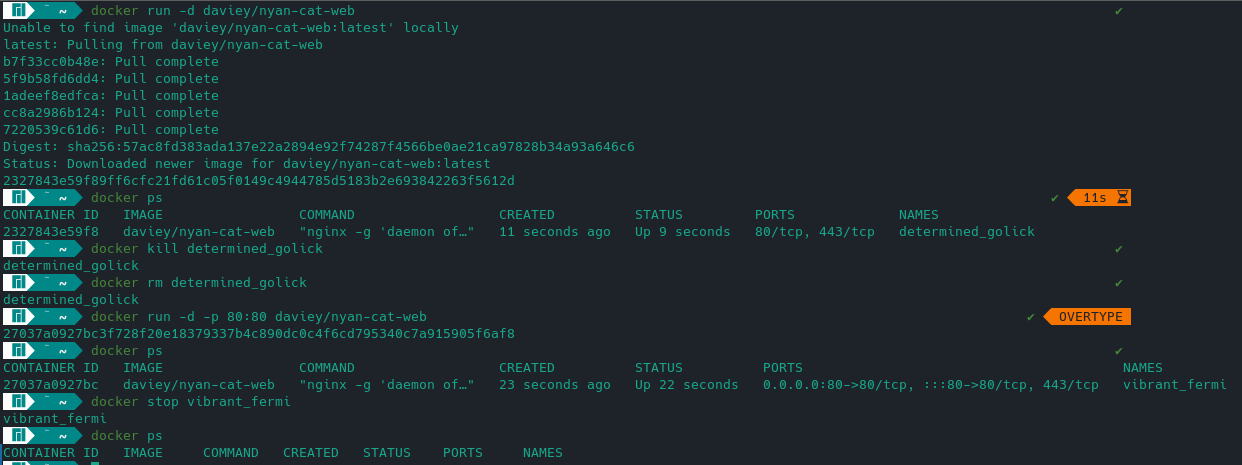 ~ docker run -d daviey/nyan-cat-web ✔
Unable to find image 'daviey/nyan-cat-web:latest' locally
latest: Pulling from daviey/nyan-cat-web
b7f33cc0b48e: Pull complete
5f9b58fd6dd4: Pull complete
1adeef8edfca: Pull complete
cc8a2986b124: Pull complete
7220539c61d6: Pull complete
Digest: sha256:57ac8fd383ada137e22a2894e92f74287f4566be0ae21ca97828b34a93a646c6
Status: Downloaded newer image for daviey/nyan-cat-web:latest
2327843e59f89ff6cfc21fd61c05f0149c4944785d5183b2e693842263f5612d
~ docker ps ✔ 11s
CONTAINER ID IMAGE COMMAND CREATED STATUS PORTS NAMES
2327843e59f8 daviey/nyan-cat-web "nginx -g 'daemon of…" 11 seconds ago Up 9 seconds 80/tcp, 443/tcp determined_golick
~ docker kill determined_golick ✔
determined_golick
~ docker rm determined_golick ✔
determined_golick
~ docker run -d -p 80:80 daviey/nyan-cat-web ✔ OVERTYPE
27037a0927bc3f728f20e18379337b4c890dc0c4f6cd795340c7a915905f6af8
~ docker ps ✔
CONTAINER ID IMAGE COMMAND CREATED STATUS PORTS NAMES
27037a0927bc daviey/nyan-cat-web "nginx -g 'daemon of…" 23 seconds ago Up 22 seconds 0.0.0.0:80->80/tcp, :::80->80/tcp, 443/tcp vibrant_fermi
~ docker stop vibrant_fermi
vibrant_fermi
~ docker ps
CONTAINER ID IMAGE COMMAND CREATED STATUS PORTS NAMES